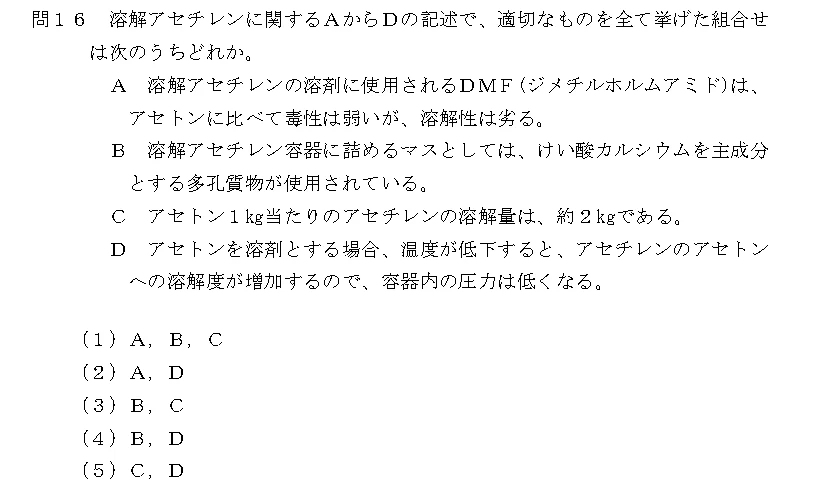 問１６　溶解アセチレンに関するＡからＤの記述で、適切なものを全て挙げた組合せ
は次のうちどれか。
Ａ　溶解アセチレンの溶剤に使用されるＤＭＦ(ジメチルホルムアミド)は、
アセトンに比べて毒性は弱いが、溶解性は劣る。
Ｂ　溶解アセチレン容器に詰めるマスとしては、けい酸カルシウムを主成分
とする多孔質物が使用されている。
Ｃ　アセトン１㎏当たりのアセチレンの溶解量は、約２㎏である。
Ｄ　アセトンを溶剤とする場合、温度が低下すると、アセチレンのアセトン
への溶解度が増加するので、容器内の圧力は低くなる。
(１) Ａ，Ｂ，Ｃ
(２) Ａ，Ｄ
(３) Ｂ，Ｃ
(４) Ｂ，Ｄ
(５) Ｃ，Ｄ